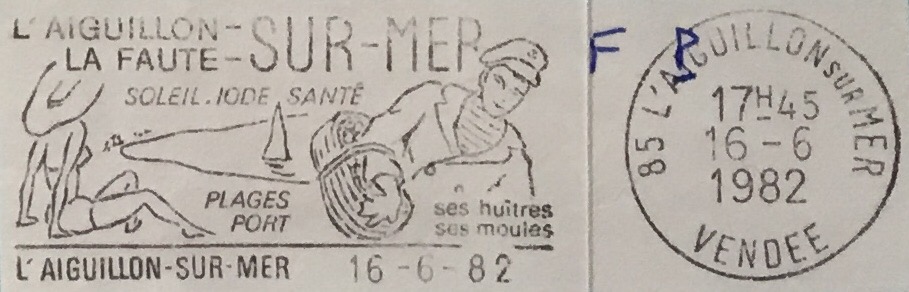 L'AIGUILLON-
LA FAUTE-SUR-MER
SOLEIL.IODE SANTÉ
PLAGES
PORT
ses huîtres
ses moules
L'AIGUILLON-SUR-MER 16-6-82
F P
85 L'AIGUILLON SUR MER
17H45
16-6
1982
VENDEE